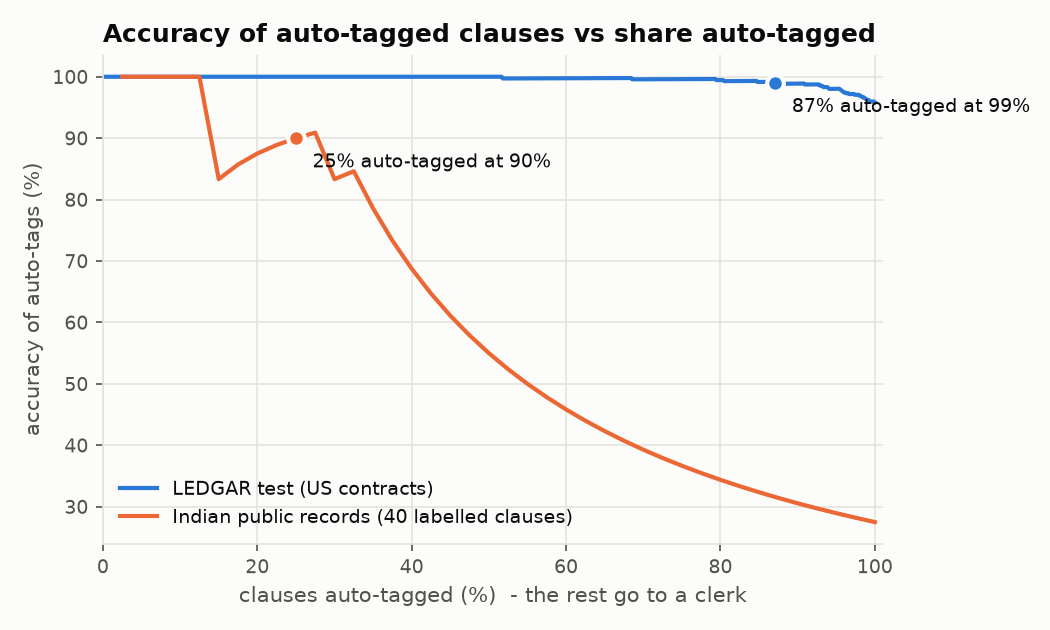 Accuracy of auto-tagged clauses vs share auto-tagged
accuracy of auto-tags (%)
100
90
80
70
60
50
40
30
87% auto-tagged at 99%
25% auto-tagged at 90%
LEDGAR test (US contracts)
Indian public records (40 labelled clauses)
0 20 40 60 80 100
clauses auto-tagged (%) - the rest go to a clerk